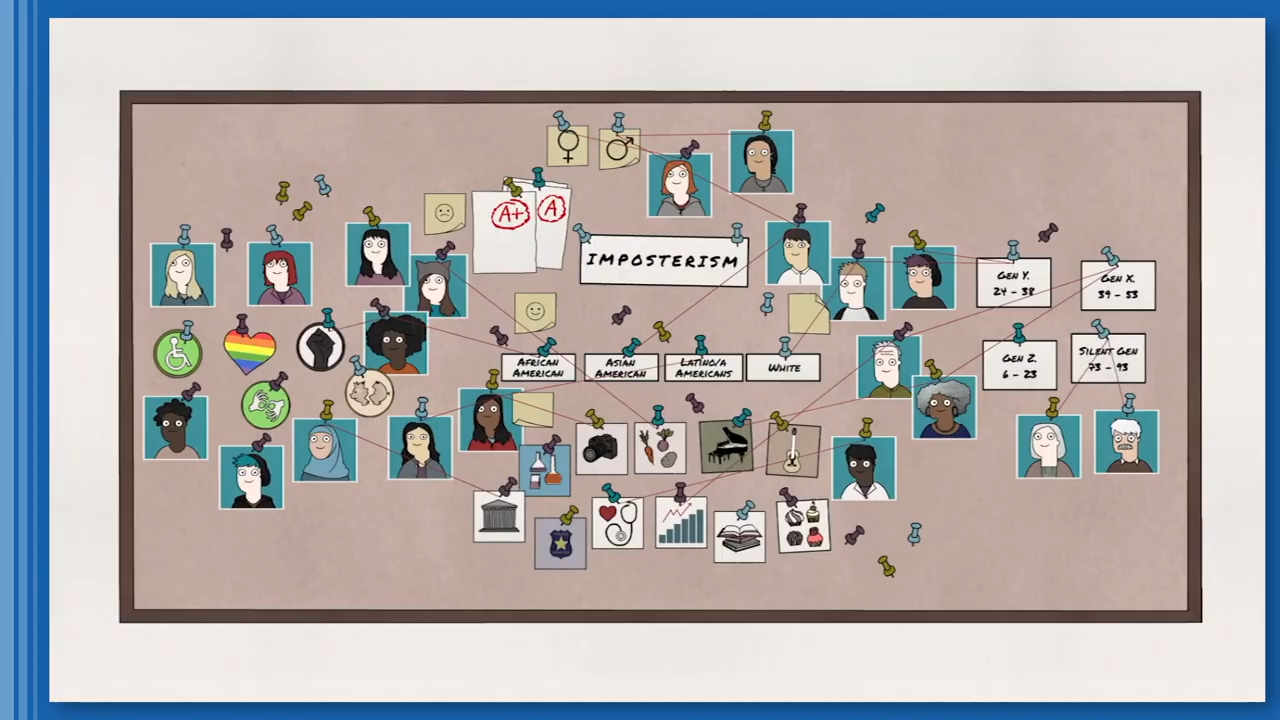 A+
A
IMPOSTERISM
GEN Y.
24 - 38
GEN X.
39 - 53
AFRICAN
AMERICAN
ASIAN
AMERICAN
LATINO/A
AMERICANS
WHITE
GEN Z.
6 - 23
SILENT GEN
73 - 93